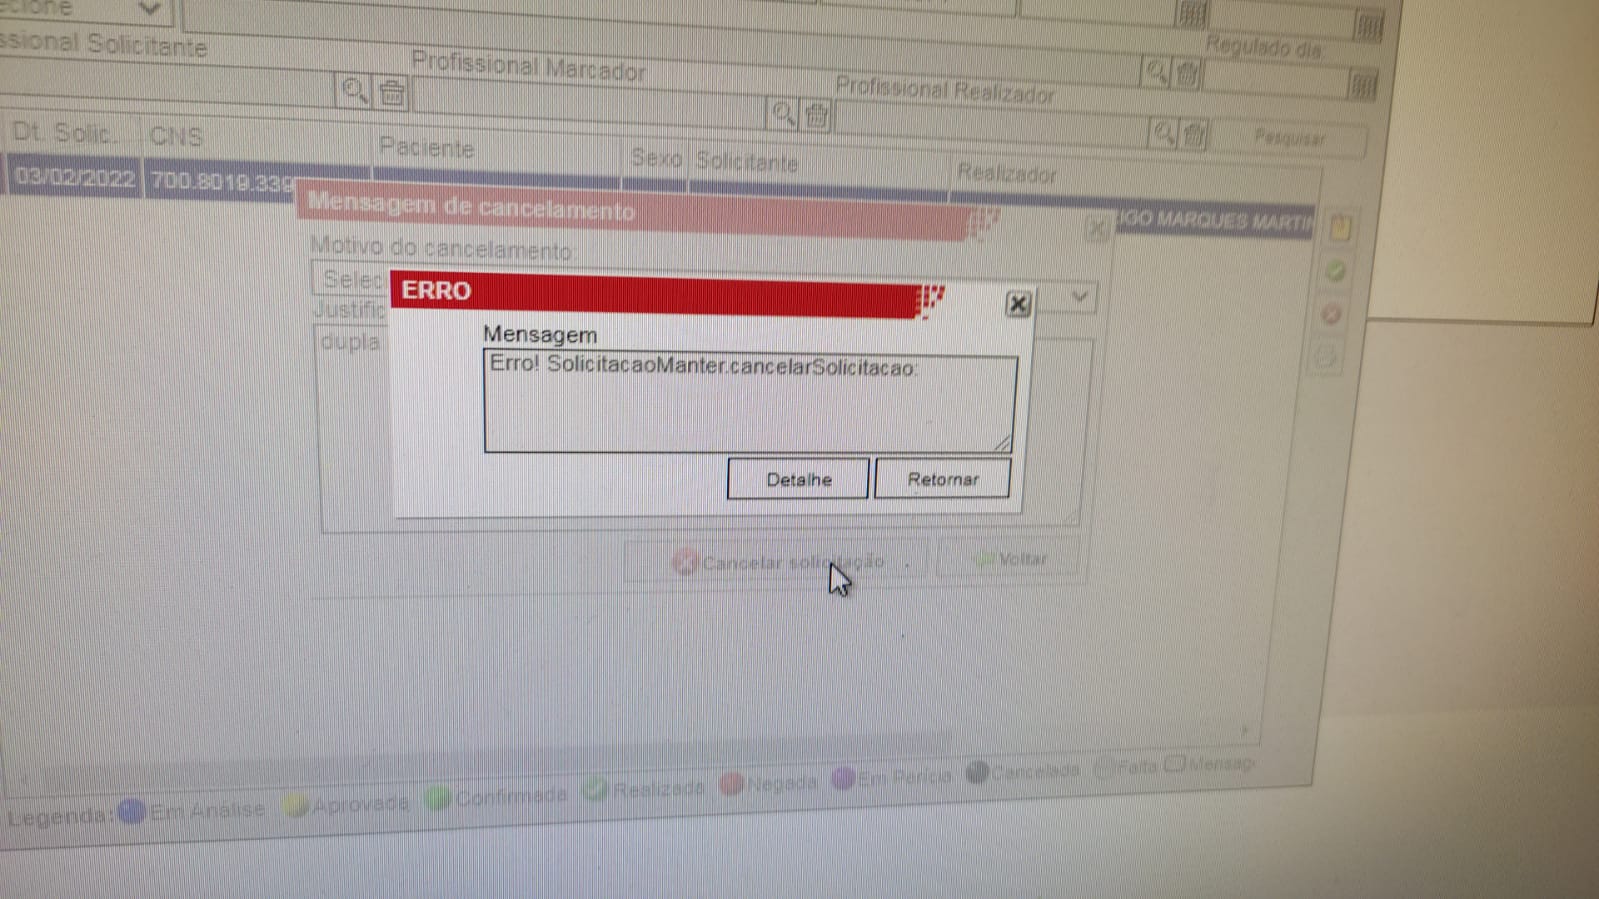 ecione
Regulado dia:
ssional Solicitante
Profissional Marcador
Profissional Realizador
Pesquisar
Dt. Solic. CNS Paciente Sexo Solicitante Realizador
03/02/2022 700.8019.339
IGO MARQUES MARTIN
Mensagem de cancelamento
Motivo do cancelamento:
Selec
Justific
dupla
ERRO
Mensagem
Erro! SolicitacaoManter.cancelarSolicitacao:
Detalhe Retornar
Cancelar solicitação Voltar
Legenda: Em Análise Aprovada Confirmada Realizada Negada Em Perícia Cancelada Falta Mensag